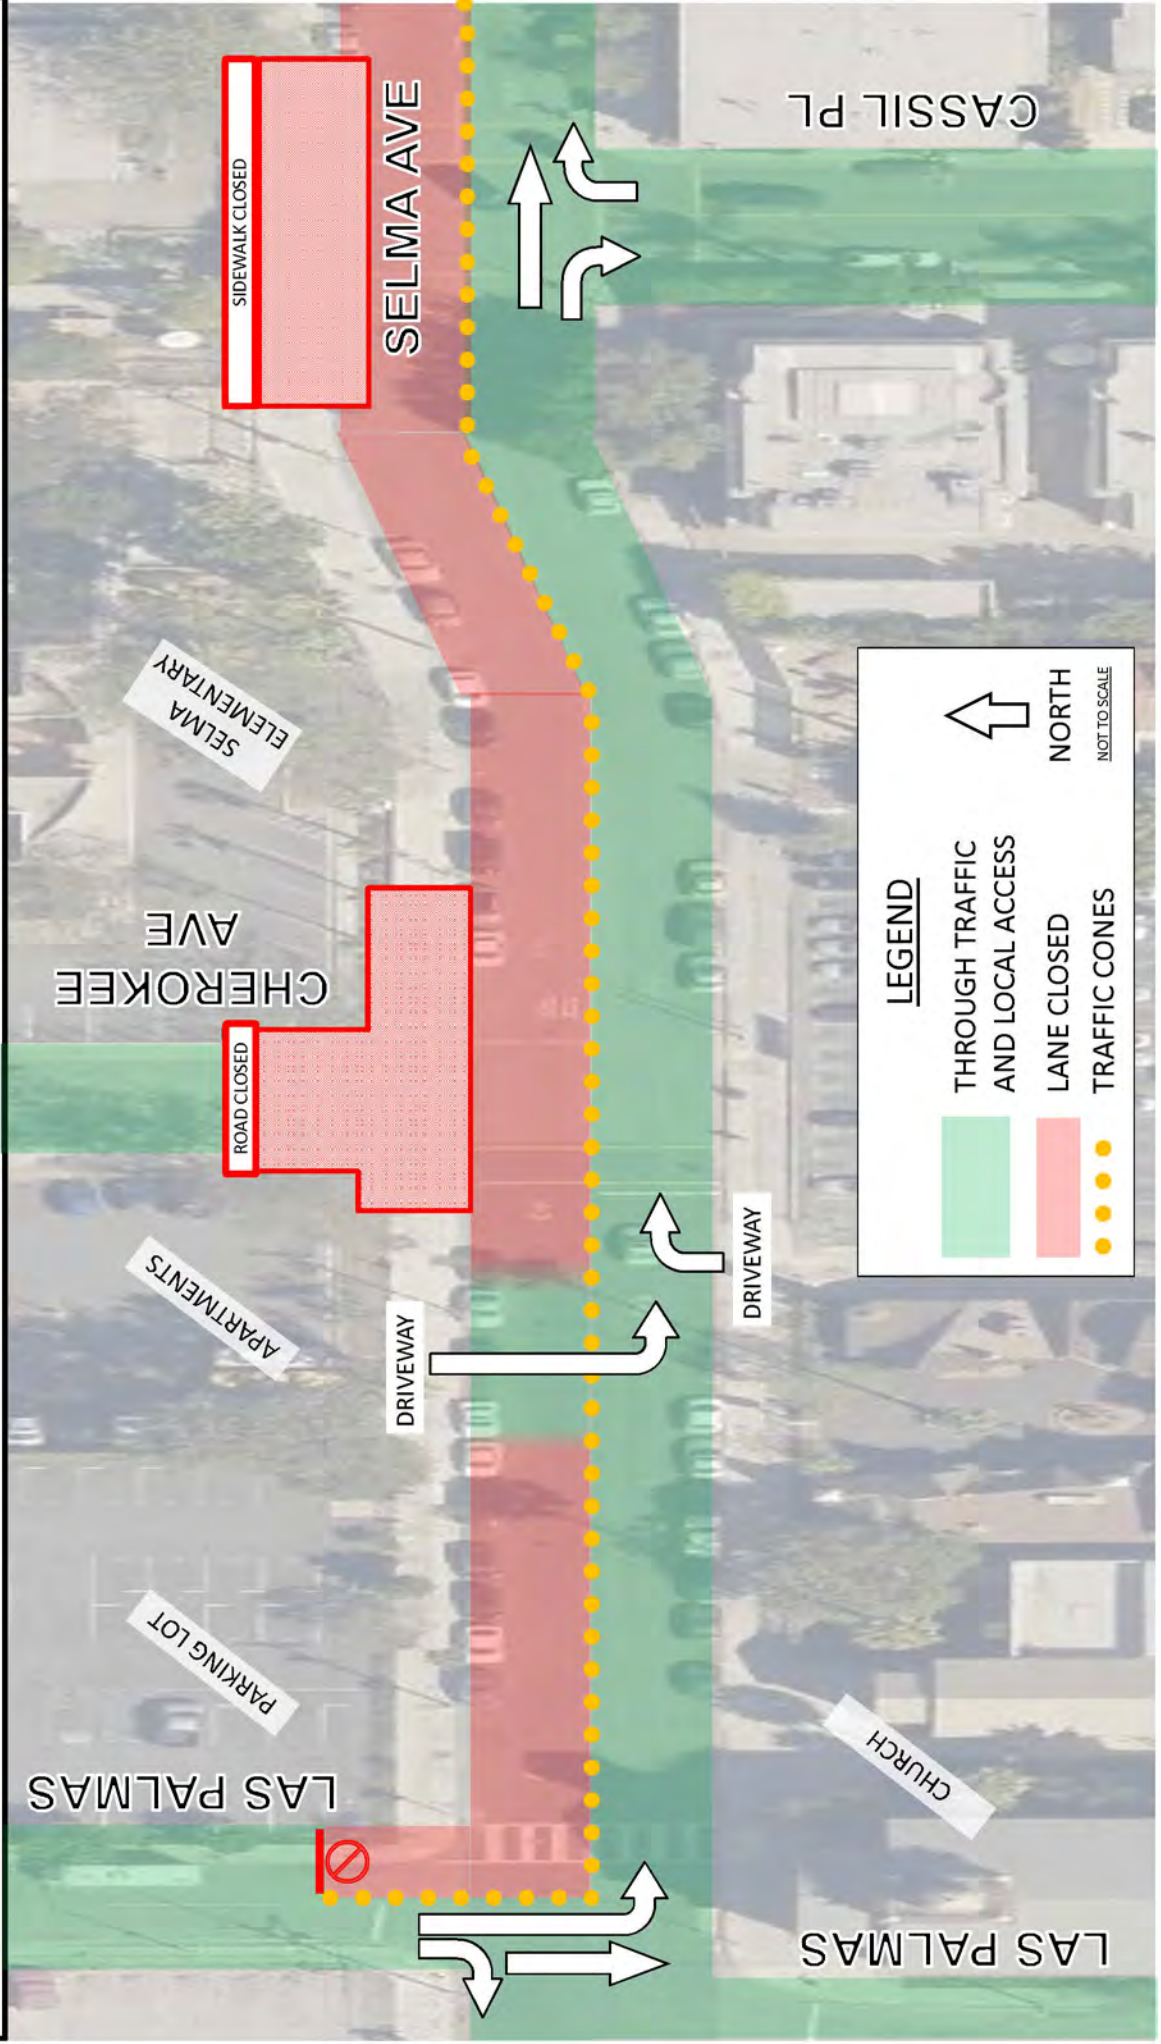 SIDEWALK CLOSED
SELMA AVE
CASSIL PL
SELMA
ELEMENTARY
CHEROKEE
AVE
ROAD CLOSED
APARTMENTS
DRIVEWAY
DRIVEWAY
PARKING LOT
LAS PALMAS
CHURCH
LAS PALMAS
LEGEND
THROUGH TRAFFIC
AND LOCAL ACCESS
LANE CLOSED
TRAFFIC CONES
NORTH
NOT TO SCALE